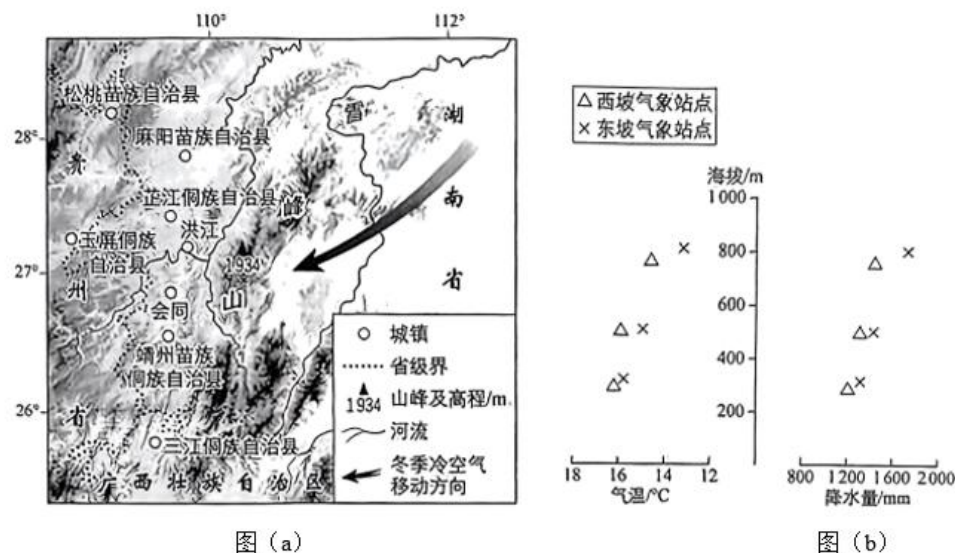 110°
112°
28°
27°
26°
松桃苗族自治县
麻阳苗族自治县
芷江侗族自治县
洪江
玉屏侗族
自治县
会同
靖州苗族
侗族自治县
三江侗族自治县
贵
州
省
雪
峰
山
1934
湖
南
省
广西壮族自治区
城镇
省级界
1934 山峰及高程/m
河流
冬季冷空气
移动方向
图（a）
△西坡气象站点
×东坡气象站点
海拔/m
1000
800
600
400
200
18 16 14 12
气温/℃
800 1200 1600 2000
降水量/mm
图（b）